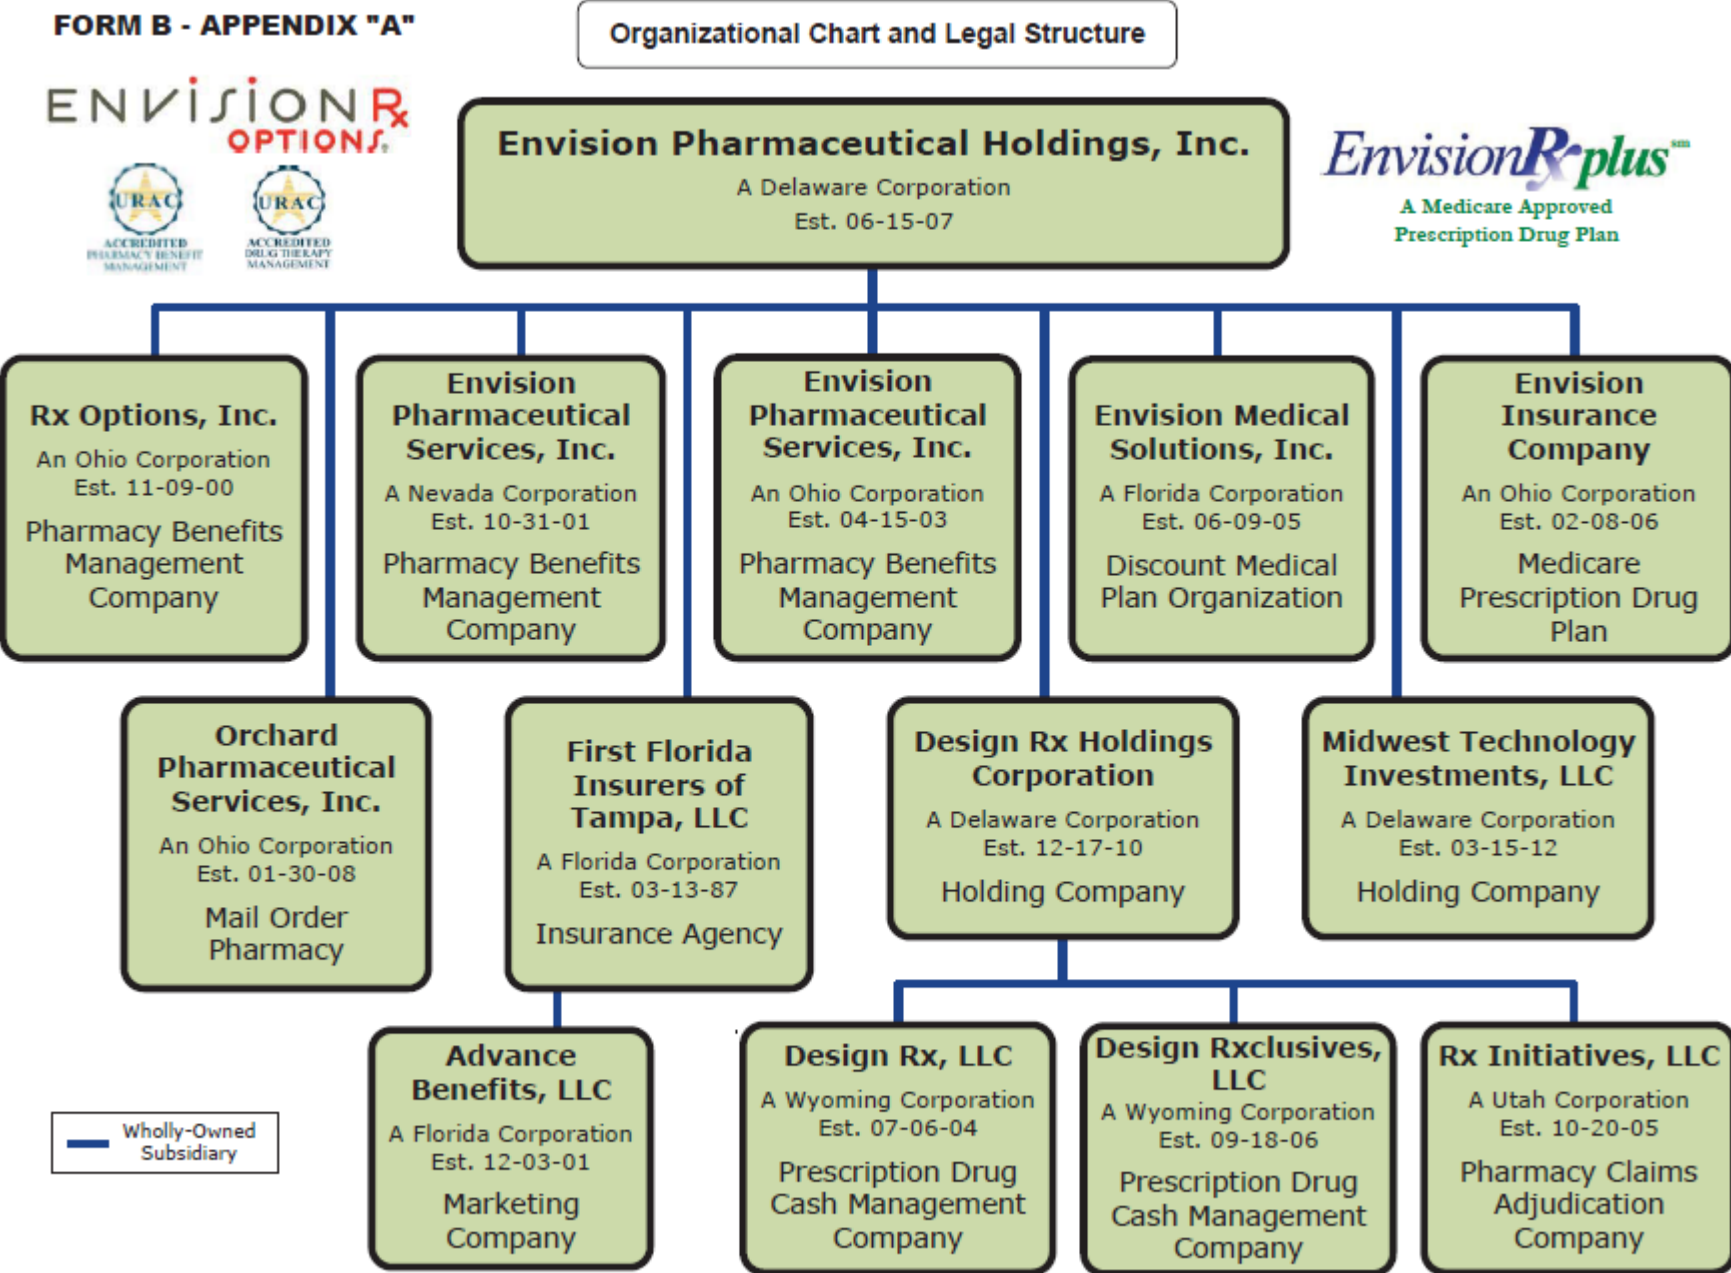 FORM B - APPENDIX "A"
Organizational Chart and Legal Structure
ENVISION Rx
OPTIONS
URAC
ACCREDITED
PHARMACY BENEFIT
MANAGEMENT
URAC
ACCREDITED
DRUG THERAPY
MANAGEMENT
Envision Pharmaceutical Holdings, Inc.
A Delaware Corporation
Est. 06-15-07
EnvisionRxplus sm
A Medicare Approved
Prescription Drug Plan
Rx Options, Inc.
An Ohio Corporation
Est. 11-09-00
Pharmacy Benefits
Management
Company
Envision
Pharmaceutical
Services, Inc.
A Nevada Corporation
Est. 10-31-01
Pharmacy Benefits
Management
Company
Envision
Pharmaceutical
Services, Inc.
An Ohio Corporation
Est. 04-15-03
Pharmacy Benefits
Management
Company
Envision Medical
Solutions, Inc.
A Florida Corporation
Est. 06-09-05
Discount Medical
Plan Organization
Envision
Insurance
Company
An Ohio Corporation
Est. 02-08-06
Medicare
Prescription Drug
Plan
Orchard
Pharmaceutical
Services, Inc.
An Ohio Corporation
Est. 01-30-08
Mail Order
Pharmacy
First Florida
Insurers of
Tampa, LLC
A Florida Corporation
Est. 03-13-87
Insurance Agency
Design Rx Holdings
Corporation
A Delaware Corporation
Est. 12-17-10
Holding Company
Midwest Technology
Investments, LLC
A Delaware Corporation
Est. 03-15-12
Holding Company
Advance
Benefits, LLC
A Florida Corporation
Est. 12-03-01
Marketing
Company
Design Rx, LLC
A Wyoming Corporation
Est. 07-06-04
Prescription Drug
Cash Management
Company
Design Rxclusives,
LLC
A Wyoming Corporation
Est. 09-18-06
Prescription Drug
Cash Management
Company
Rx Initiatives, LLC
A Utah Corporation
Est. 10-20-05
Pharmacy Claims
Adjudication
Company
Wholly-Owned
Subsidiary